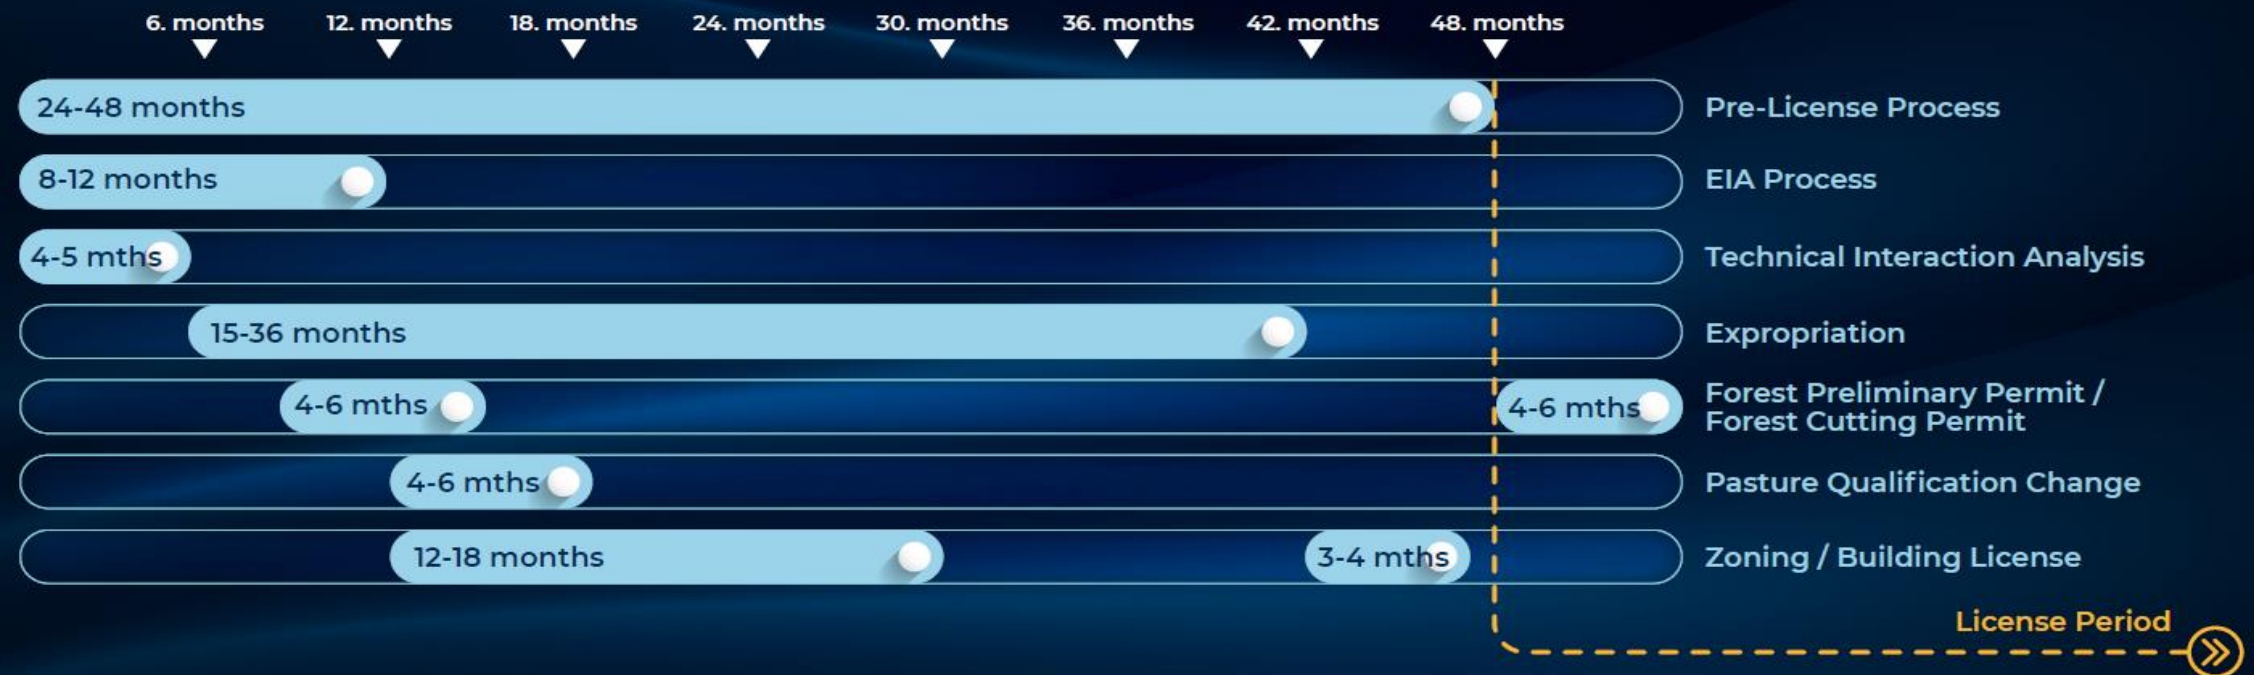 6. months 12. months 18. months 24. months 30. months 36. months 42. months 48. months
24-48 months Pre-License Process
8-12 months EIA Process
4-5 mths Technical Interaction Analysis
15-36 months Expropriation
4-6 mths 4-6 mths Forest Preliminary Permit /
Forest Cutting Permit
4-6 mths Pasture Qualification Change
12-18 months 3-4 mths Zoning / Building License
License Period